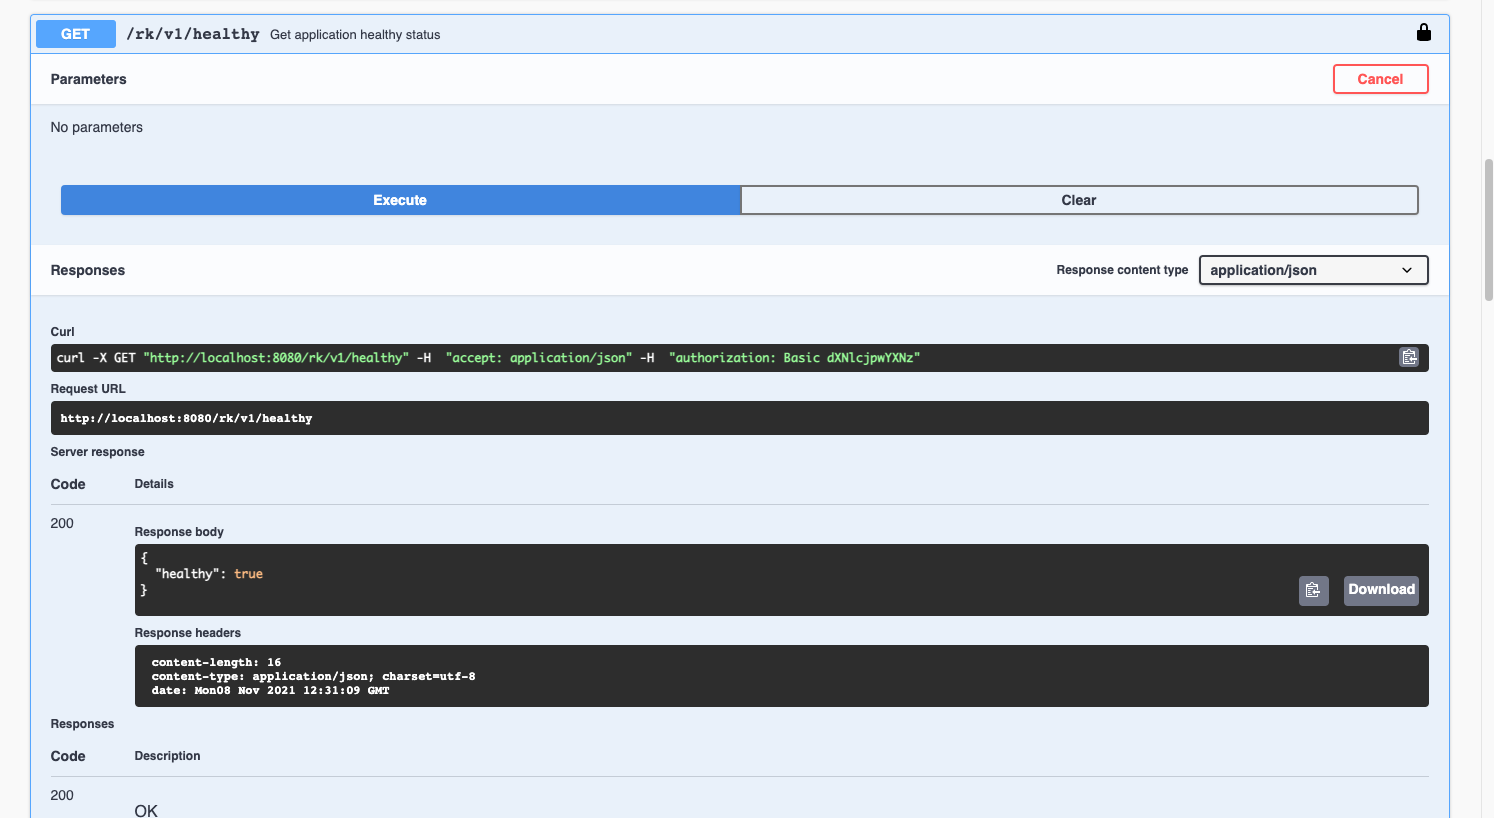 GET /rk/v1/healthy Get application healthy status
Parameters Cancel
No parameters
Execute Clear
Responses Response content type application/json
Curl
curl -X GET "http://localhost:8080/rk/v1/healthy" -H  "accept: application/json" -H  "authorization: Basic dXNlcjpwYXNz"
Request URL
http://localhost:8080/rk/v1/healthy
Server response
Code Details
200
Response body
{
  "healthy": true
}
Download
Response headers
content-length: 16
content-type: application/json; charset=utf-8
date: Mon08 Nov 2021 12:31:09 GMT
Responses
Code Description
200
OK